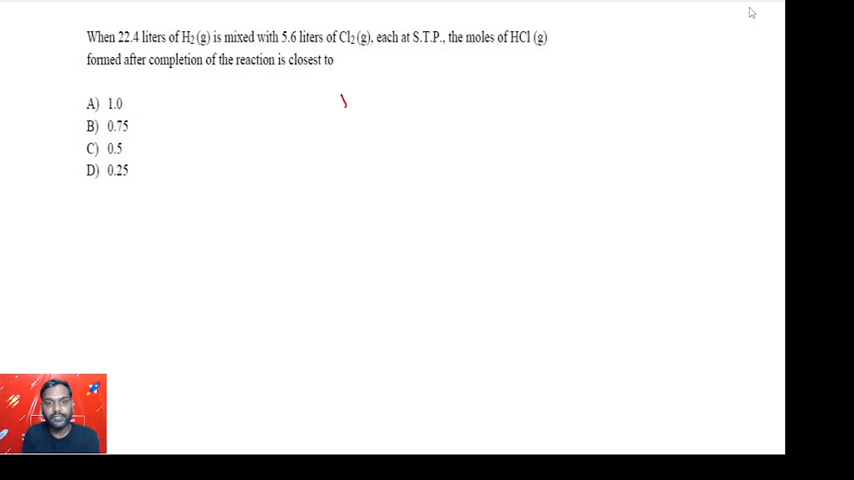 When 22.4 liters of H₂ (g) is mixed with 5.6 liters of Cl₂ (g), each at S.T.P., the moles of HCl (g)
formed after completion of the reaction is closest to
A) 1.0
B) 0.75
C) 0.5
D) 0.25